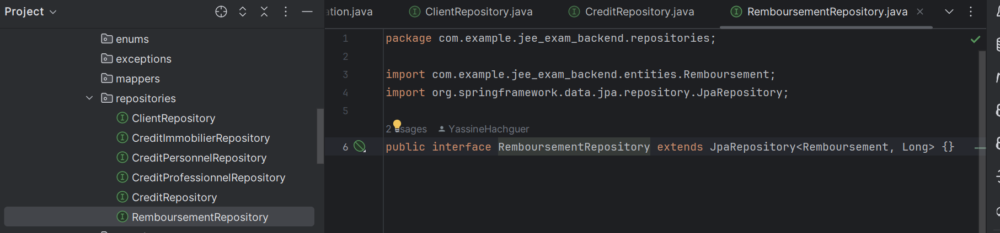 Project
enums
exceptions
mappers
repositories
ClientRepository
CreditImmobilierRepository
CreditPersonnelRepository
CreditProfessionnelRepository
CreditRepository
RemboursementRepository
ation.java ClientRepository.java CreditRepository.java RemboursementRepository.java
1 package com.example.jee_exam_backend.repositories;
2
3 import com.example.jee_exam_backend.entities.Remboursement;
4 import org.springframework.data.jpa.repository.JpaRepository;
5
2 usages YassineHachguer
6 public interface RemboursementRepository extends JpaRepository<Remboursement, Long> {}